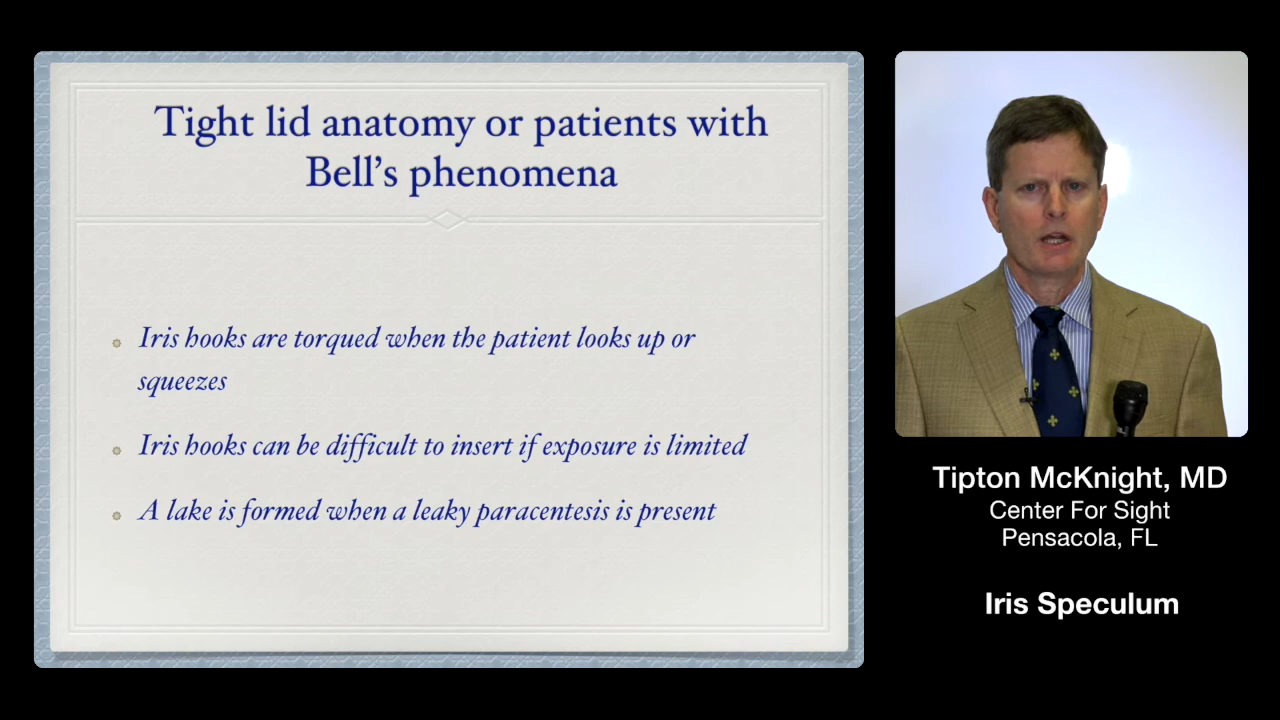 Tight lid anatomy or patients with
Bell's phenomena
Iris hooks are torqued when the patient looks up or
squeezes
Iris hooks can be difficult to insert if exposure is limited
A lake is formed when a leaky paracentesis is present
Tipton McKnight, MD
Center For Sight
Pensacola, FL
Iris Speculum